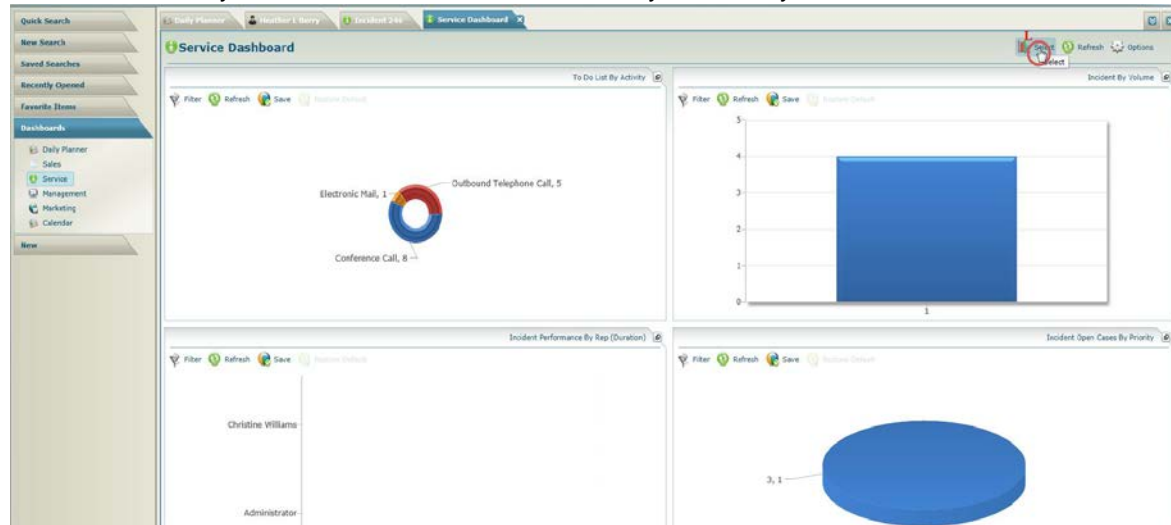 Quick Search
New Search
Saved Searches
Recently Opened
Favorite Items
Dashboards
Daily Planner
Sales
Service
Management
Marketing
Calendar
New
Daily Planner
Heather L Berry
Incident 246
Service Dashboard X
Service Dashboard
L
Select
Refresh
Options
Select
To Do List By Activity
Filter Refresh Save Restore Default
Electronic Mail, 1
Outbound Telephone Call, 5
Conference Call, 8
Incident By Volume
Filter Refresh Save Restore Default
5
4
3
2
1
0
1
Incident Performance By Rep (Duration)
Filter Refresh Save Restore Default
Christine Williams
Administrator
Incident Open Cases By Priority
Filter Refresh Save Restore Default
3, 1